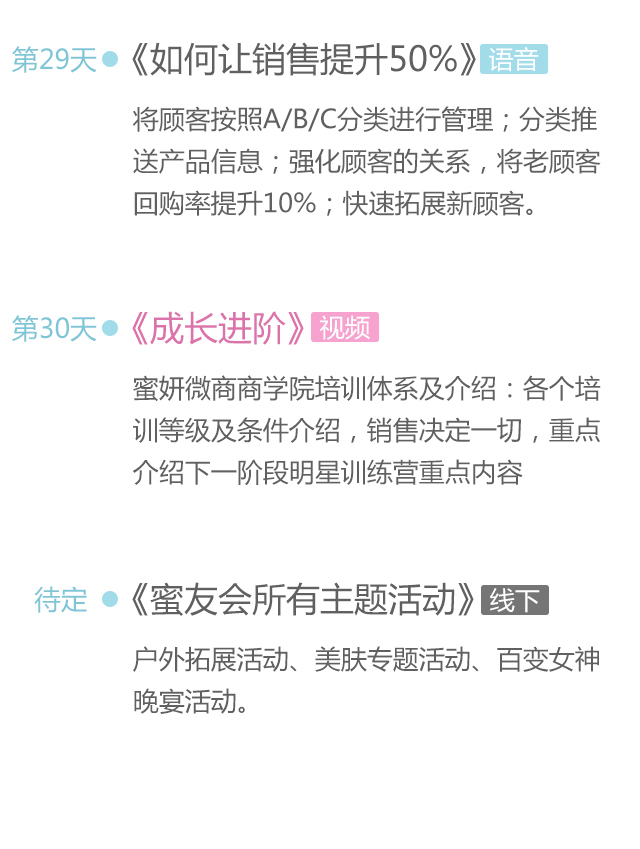 第29天 《如何让销售提升50%》 语音
将顾客按照A/B/C分类进行管理；分类推
送产品信息；强化顾客的关系，将老顾客
回购率提升10%；快速拓展新顾客。
第30天 《成长进阶》 视频
蜜妍微商商学院培训体系及介绍：各个培
训等级及条件介绍，销售决定一切，重点
介绍下一阶段明星训练营重点内容
待定 《蜜友会所有主题活动》 线下
户外拓展活动、美肤专题活动、百变女神
晚宴活动。